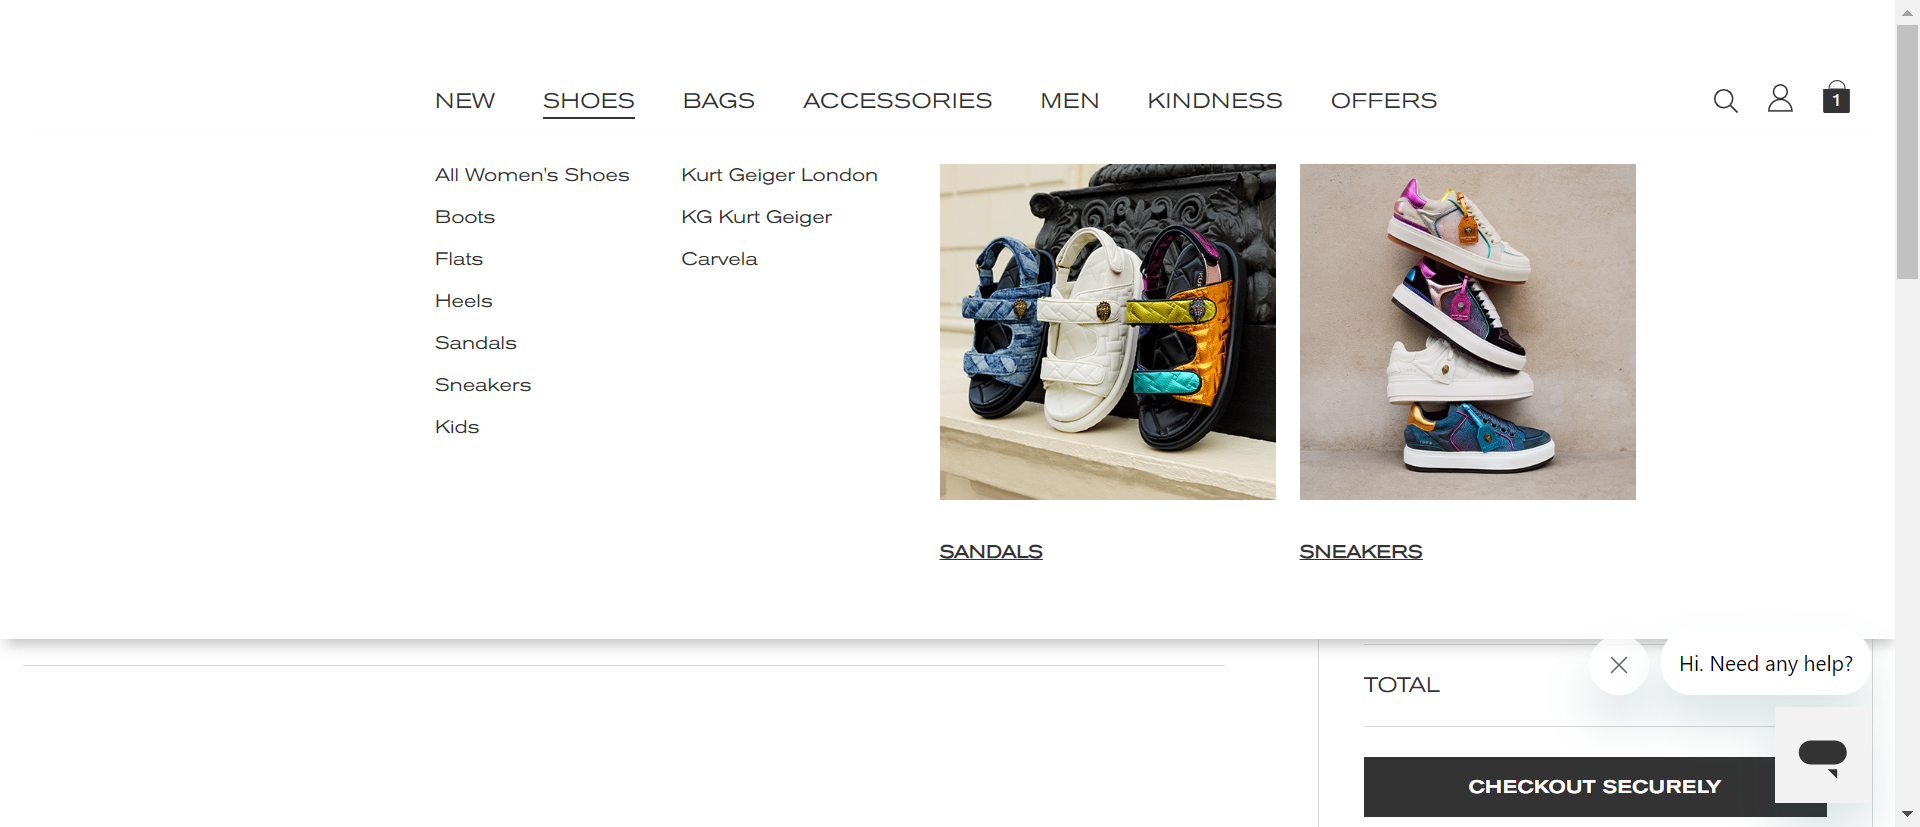 NEW SHOES BAGS ACCESSORIES MEN KINDNESS OFFERS 1
All Women's Shoes
Boots
Flats
Heels
Sandals
Sneakers
Kids
Kurt Geiger London
KG Kurt Geiger
Carvela
SANDALS
SNEAKERS
Hi. Need any help?
TOTAL
CHECKOUT SECURELY